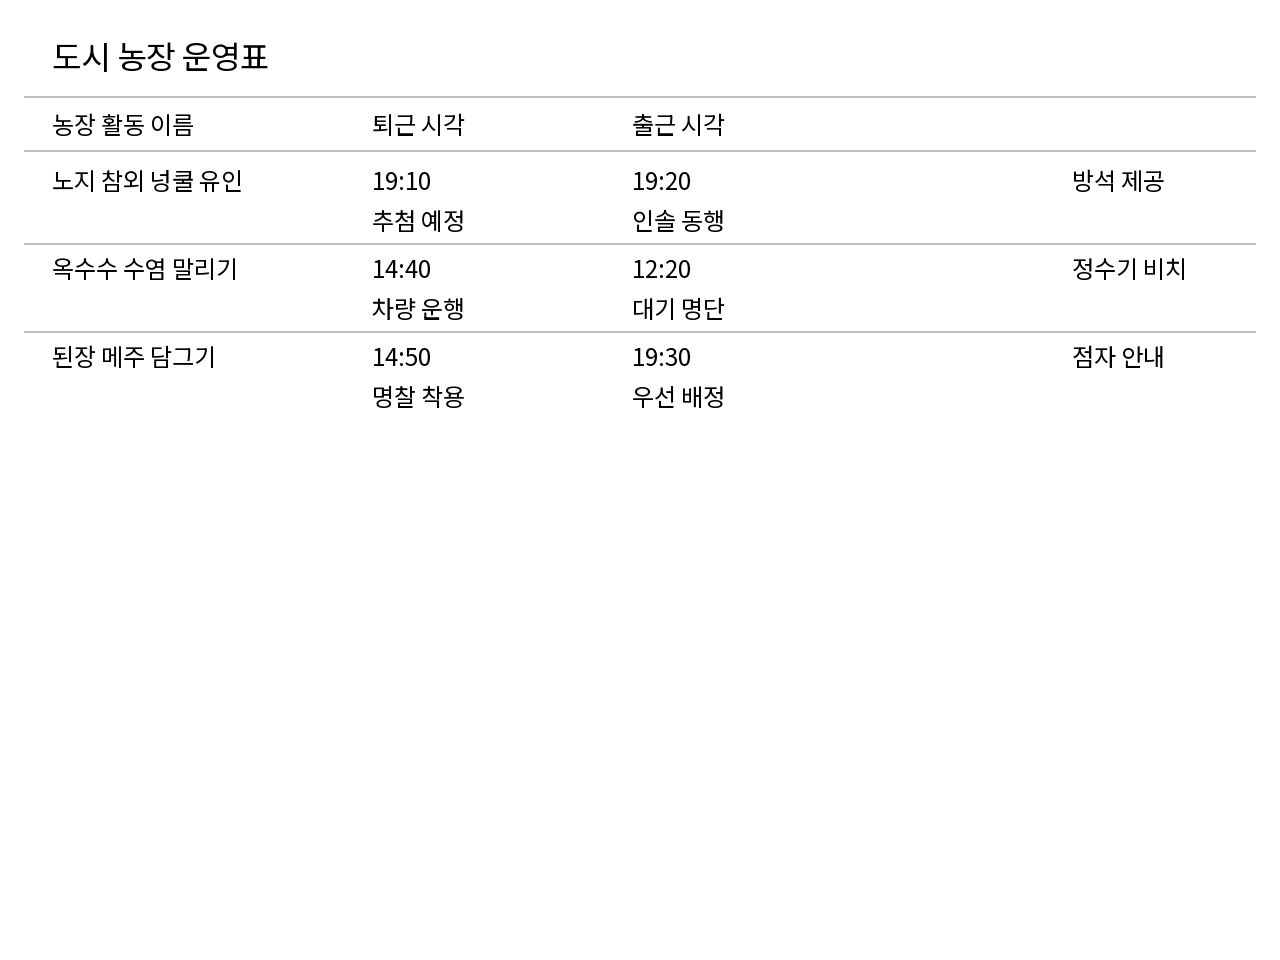 도시 농장 운영표
농장 활동 이름 퇴근 시각 출근 시각
노지 참외 넝쿨 유인 19:10 19:20 방석 제공
추첨 예정 인솔 동행
옥수수 수염 말리기 14:40 12:20 정수기 비치
차량 운행 대기 명단
된장 메주 담그기 14:50 19:30 점자 안내
명찰 착용 우선 배정